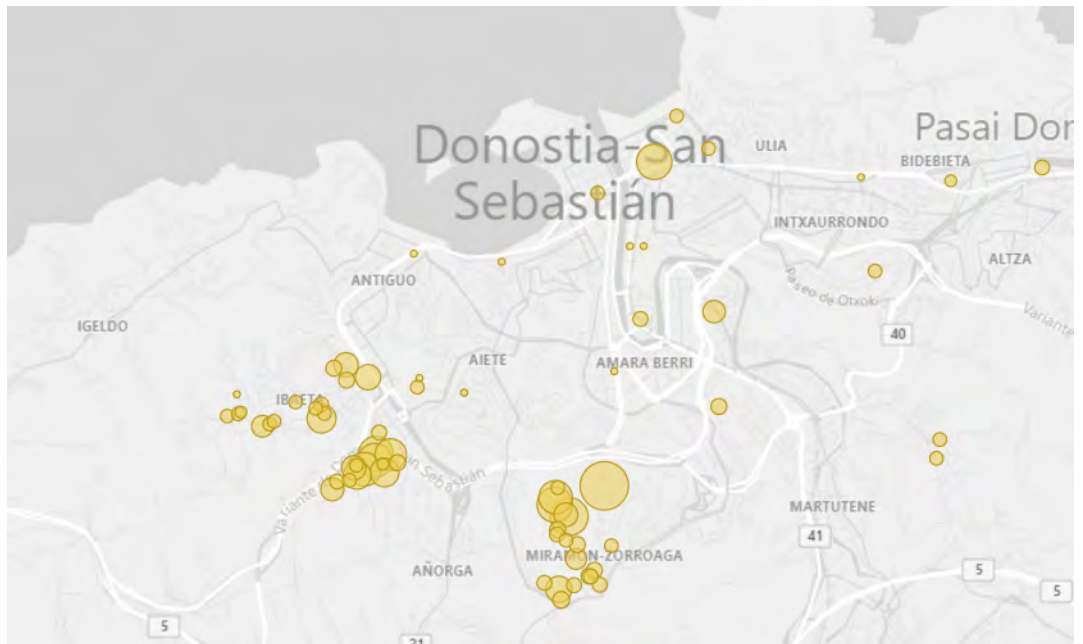 Donostia-San
Sebastián
Pasai Don
ULIA
BIDEBIETA
INTXAURRONDO
ALTZA
ANTIGUO
Paseo de Otxoki
Variante
IGELDO
40
AIETE
AMARA BERRI
IBAETA
Variante de
San Sebastián
MARTUTENE
41
MIRAMON-ZORROAGA
AÑORGA
5
5
5
21